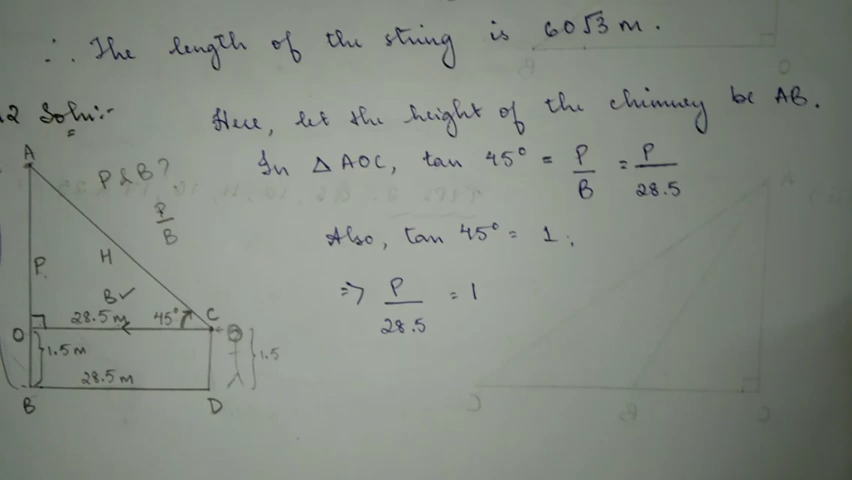 ∴ The length of the string is 60√3 m.
2 Soln:-
Here, let the height of the chimney be AB.
In △AOC, tan 45° = P/B = P/28.5
Also, tan 45° = 1;
=> P/28.5 = 1
A
P & B?
P/B
P.
H
B✓
28.5 m
45°
C
O
1.5 m
1.5
28.5 m
B
D